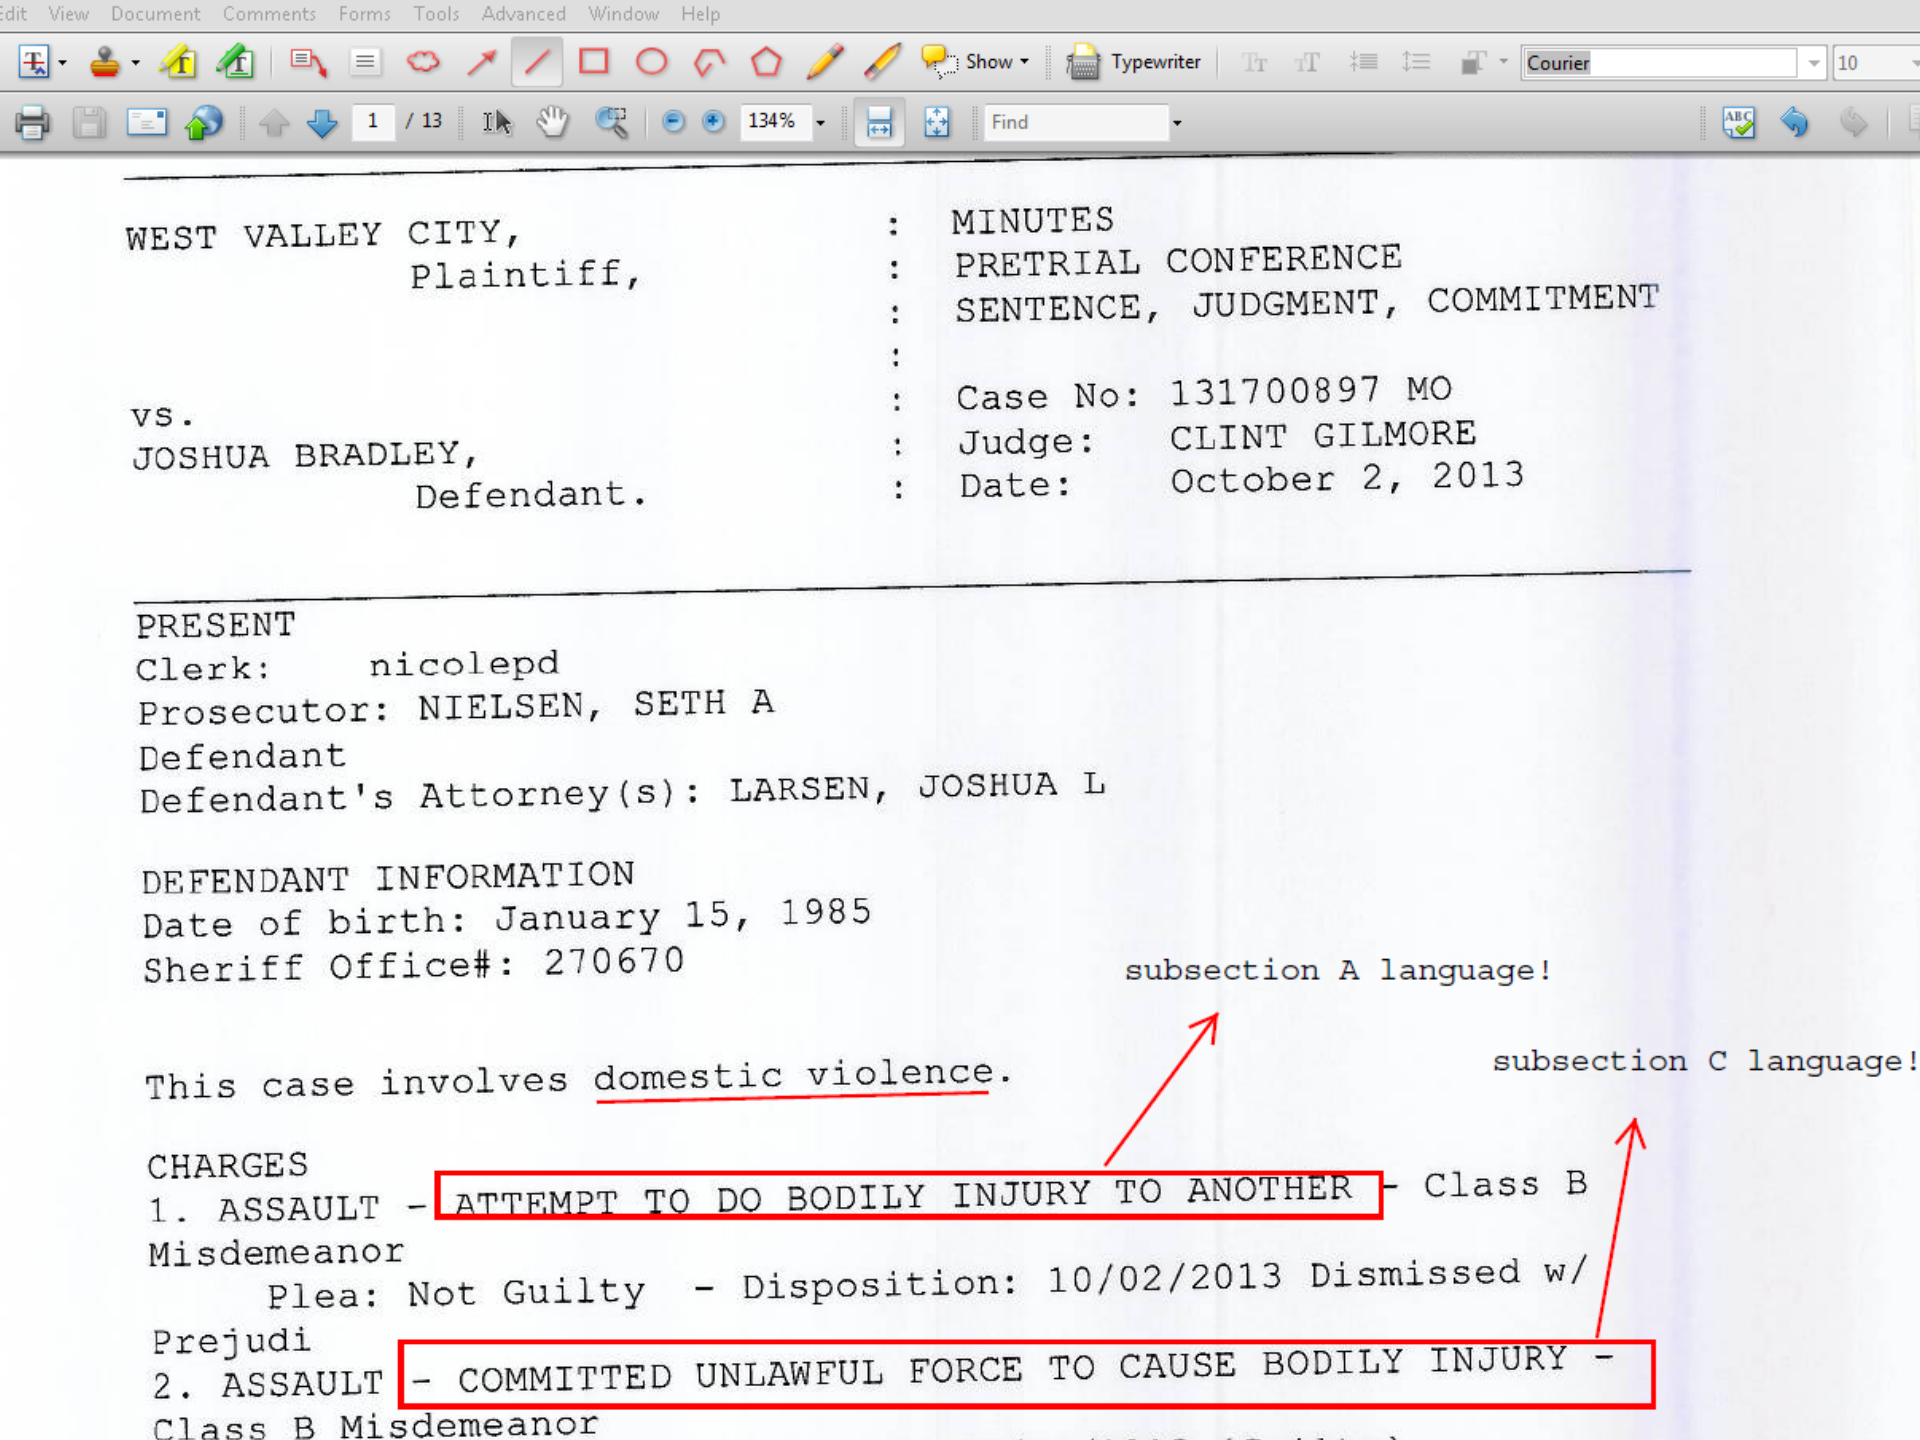 Edit View Document Comments Forms Tools Advanced Window Help
Show Typewriter Courier 10
1 / 13 134% Find
WEST VALLEY CITY, : MINUTES
Plaintiff, : PRETRIAL CONFERENCE
: SENTENCE, JUDGMENT, COMMITMENT
:
: Case No: 131700897 MO
vs.
: Judge: CLINT GILMORE
JOSHUA BRADLEY,
: Date: October 2, 2013
Defendant.
PRESENT
Clerk: nicolepd
Prosecutor: NIELSEN, SETH A
Defendant
Defendant's Attorney(s): LARSEN, JOSHUA L
DEFENDANT INFORMATION
Date of birth: January 15, 1985
Sheriff Office#: 270670
subsection A language!
subsection C language!
This case involves domestic violence.
CHARGES
1. ASSAULT - ATTEMPT TO DO BODILY INJURY TO ANOTHER - Class B
Misdemeanor
Plea: Not Guilty - Disposition: 10/02/2013 Dismissed w/
Prejudi
2. ASSAULT - COMMITTED UNLAWFUL FORCE TO CAUSE BODILY INJURY -
Class B Misdemeanor